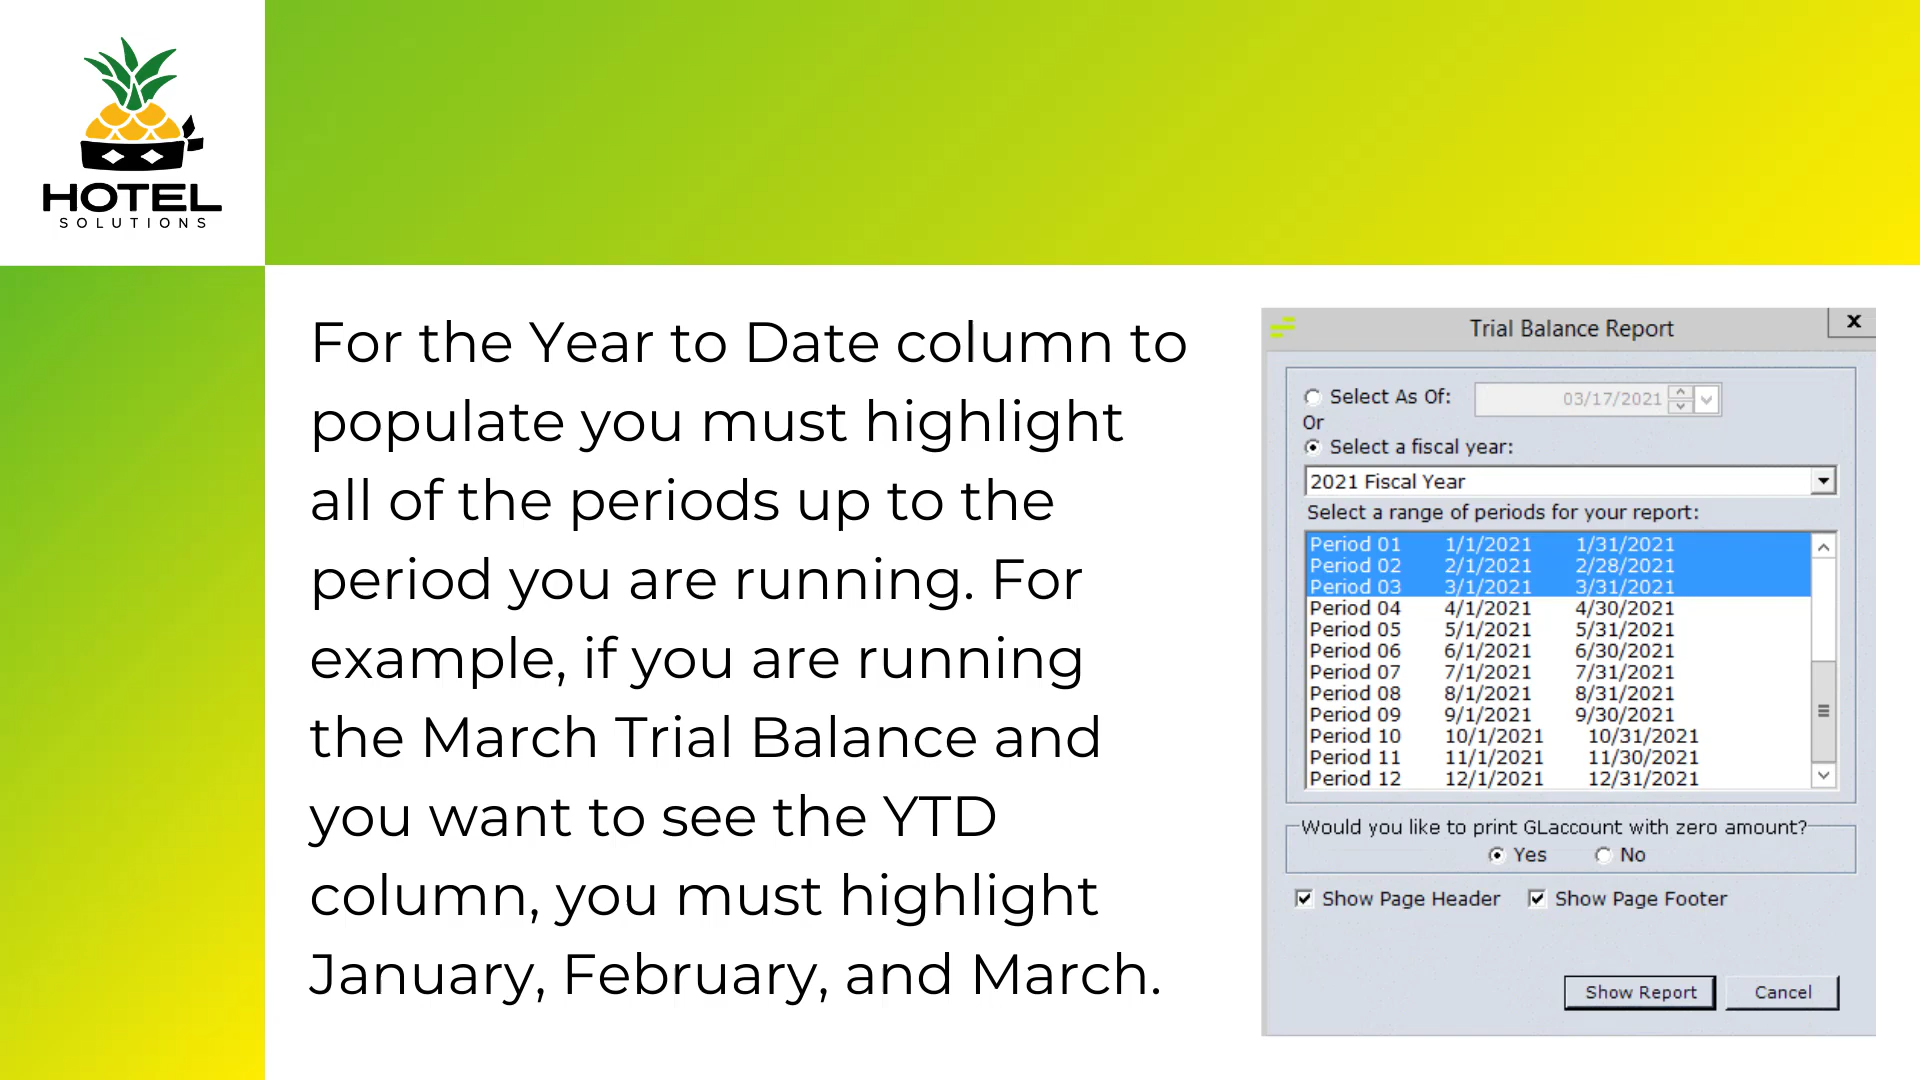 HOTEL
SOLUTIONS
For the Year to Date column to
populate you must highlight
all of the periods up to the
period you are running. For
example, if you are running
the March Trial Balance and
you want to see the YTD
column, you must highlight
January, February, and March.
Trial Balance Report x
Select As Of: 03/17/2021
Or
Select a fiscal year:
2021 Fiscal Year
Select a range of periods for your report:
Period 01 1/1/2021 1/31/2021
Period 02 2/1/2021 2/28/2021
Period 03 3/1/2021 3/31/2021
Period 04 4/1/2021 4/30/2021
Period 05 5/1/2021 5/31/2021
Period 06 6/1/2021 6/30/2021
Period 07 7/1/2021 7/31/2021
Period 08 8/1/2021 8/31/2021
Period 09 9/1/2021 9/30/2021
Period 10 10/1/2021 10/31/2021
Period 11 11/1/2021 11/30/2021
Period 12 12/1/2021 12/31/2021
Would you like to print GLaccount with zero amount?
Yes No
Show Page Header Show Page Footer
Show Report Cancel